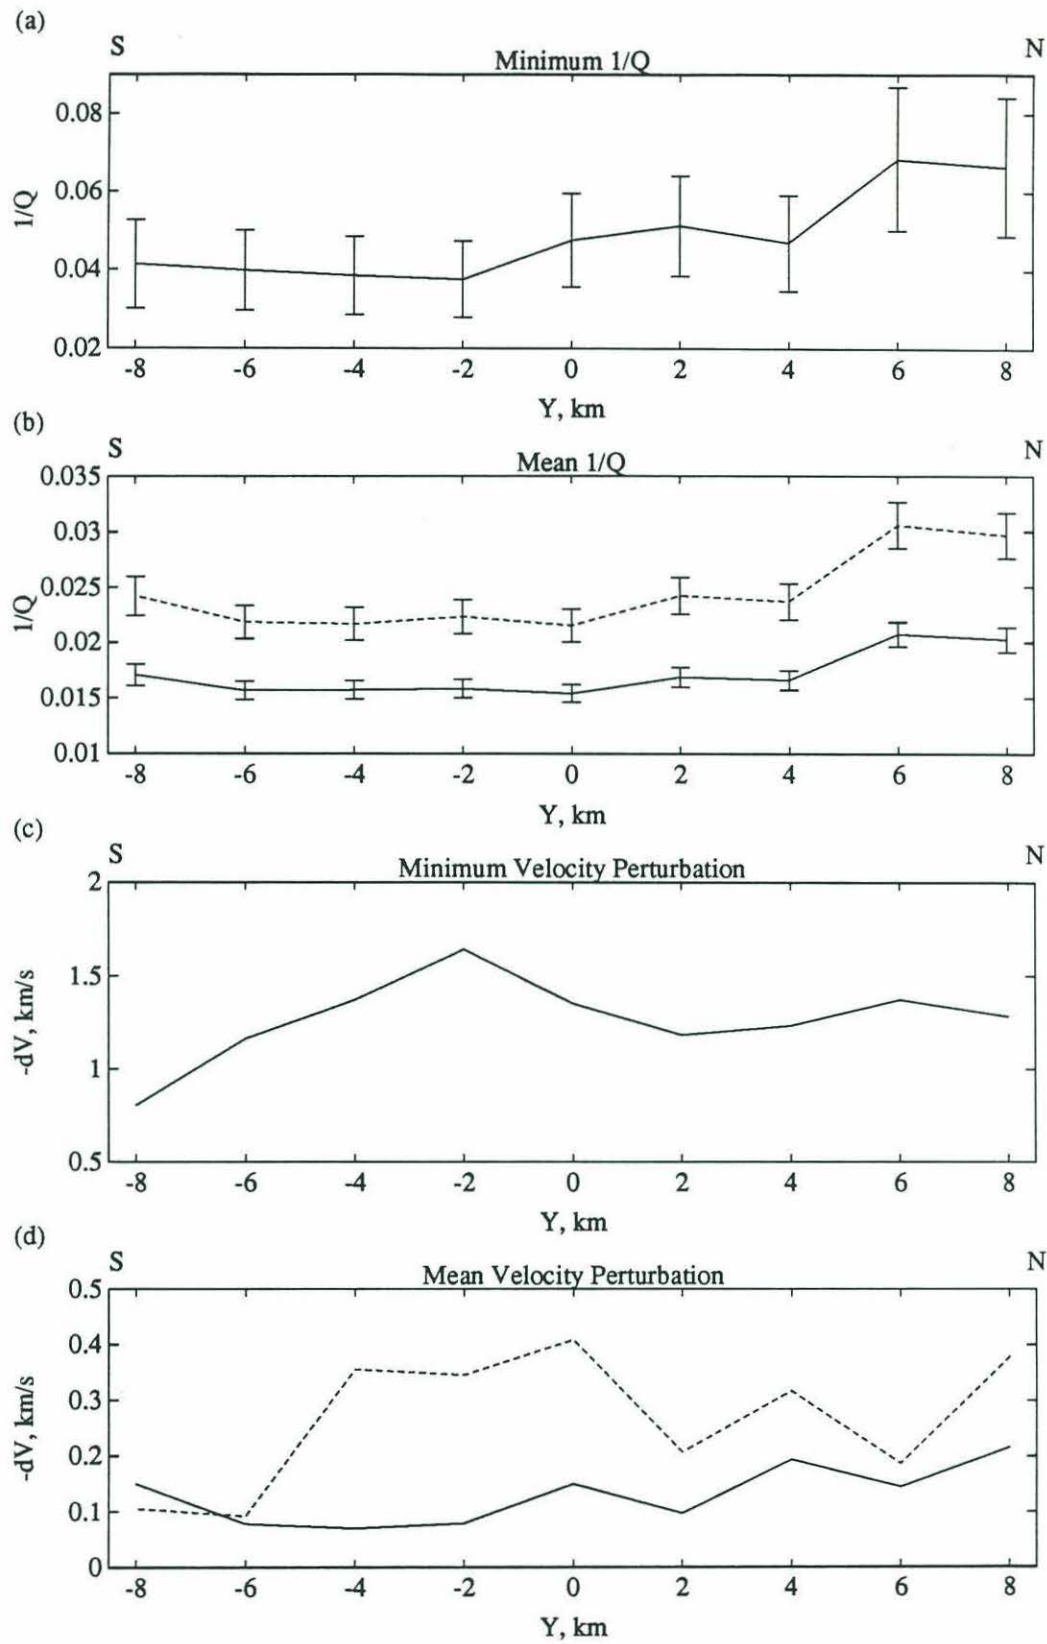 (a)
S N
Minimum 1/Q
0.08
0.06
0.04
0.02
1/Q
-8 -6 -4 -2 0 2 4 6 8
Y, km
(b)
S N
Mean 1/Q
0.035
0.03
0.025
0.02
0.015
0.01
1/Q
-8 -6 -4 -2 0 2 4 6 8
Y, km
(c)
S N
Minimum Velocity Perturbation
2
1.5
1
0.5
-dV, km/s
-8 -6 -4 -2 0 2 4 6 8
Y, km
(d)
S N
Mean Velocity Perturbation
0.5
0.4
0.3
0.2
0.1
0
-dV, km/s
-8 -6 -4 -2 0 2 4 6 8
Y, km